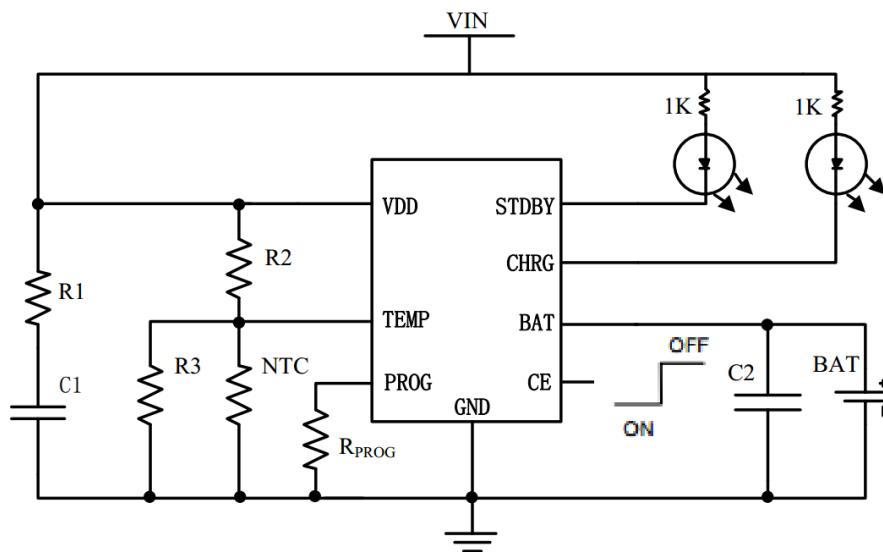 VIN
1K
1K
VDD
STDBY
R2
CHRG
R1
TEMP
BAT
OFF
R3
NTC
PROG
CE
C2
BAT
C1
GND
ON
RPROG